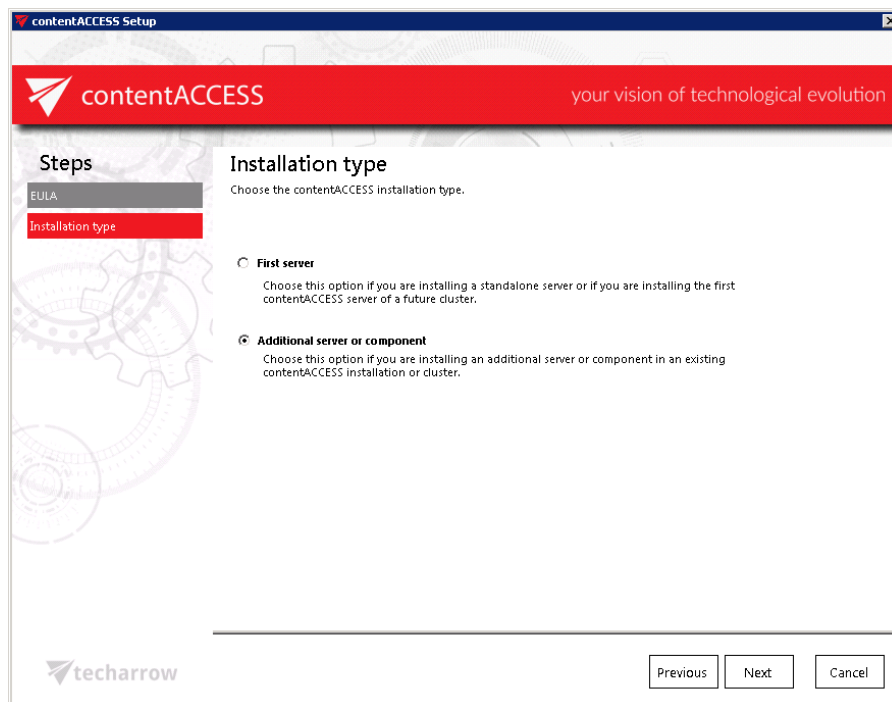 contentACCESS Setup
contentACCESS
your vision of technological evolution
Steps
EULA
Installation type
Installation type
Choose the contentACCESS installation type.
First server
Choose this option if you are installing a standalone server or if you are installing the first
contentACCESS server of a future cluster.
Additional server or component
Choose this option if you are installing an additional server or component in an existing
contentACCESS installation or cluster.
techarrow
Previous
Next
Cancel